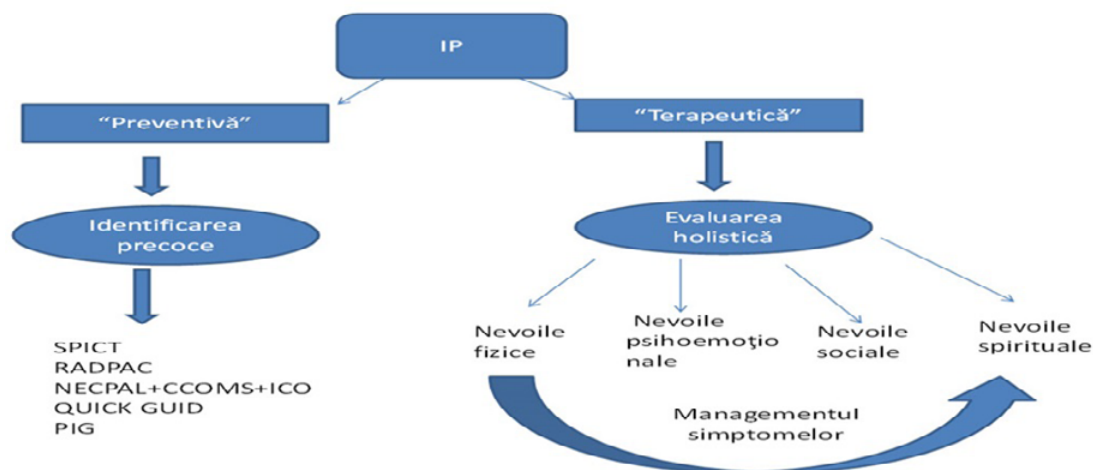 IP
“Preventivă”
“Terapeutică”
Identificarea
precoce
Evaluarea
holistică
SPICT
RADPAC
NECPAL+CCOMS+ICO
QUICK GUID
PIG
Nevoile
fizice
Nevoile
psihoemoţio
nale
Nevoile
sociale
Nevoile
spirituale
Managementul
simptomelor